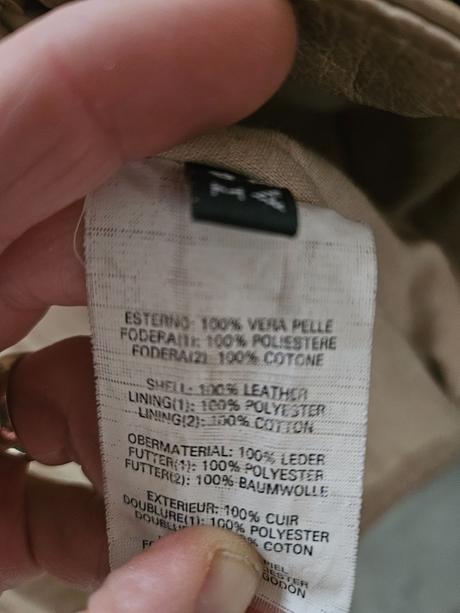 ESTERNO: 100% VERA PELLE
FODERA(1): 100% POLIESTERE
FODERA(2): 100% COTONE
SHELL: 100% LEATHER
LINING(1): 100% POLYESTER
LINING(2): 100% COTTON
OBERMATERIAL: 100% LEDER
FUTTER(1): 100% POLYESTER
FUTTER(2): 100% BAUMWOLLE
EXTERIEUR: 100% CUIR
DOUBLURE(1): 100% POLYESTER
COTON